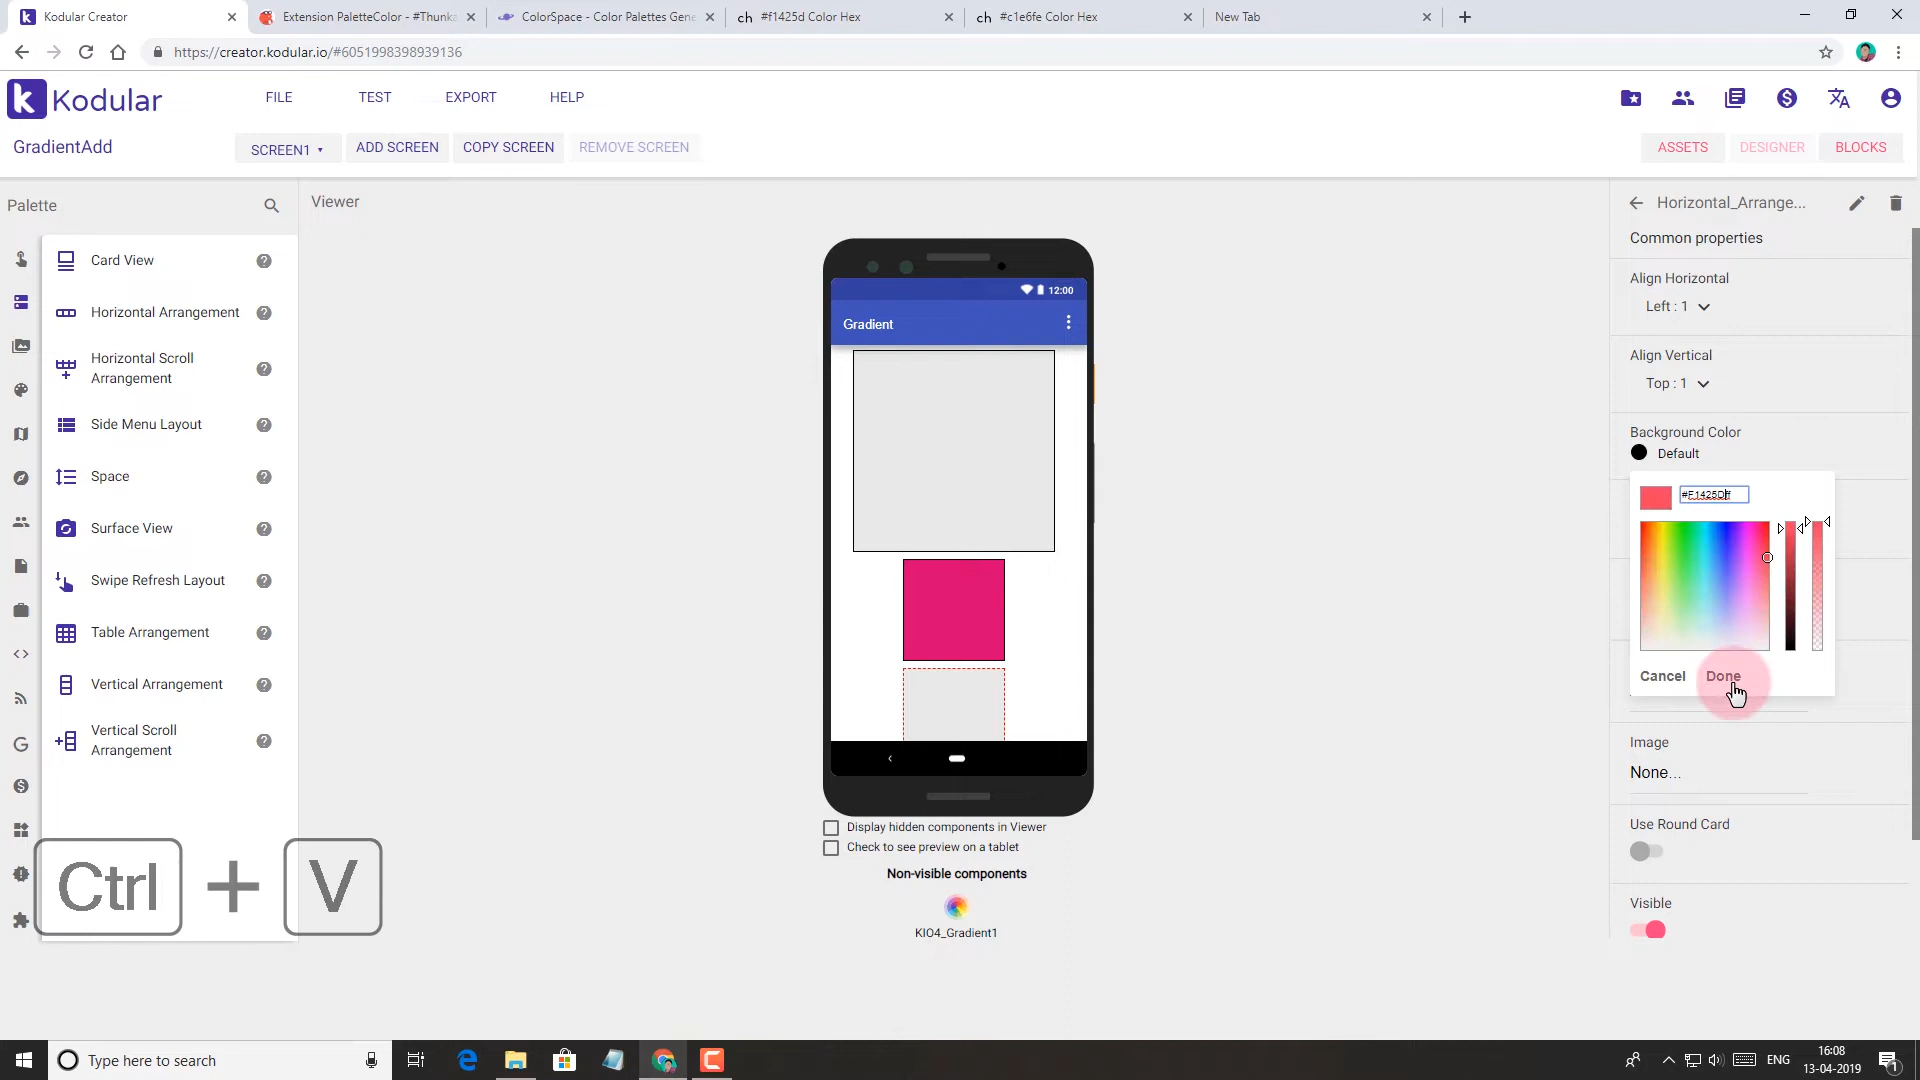 Kodular Creator
Extension PaletteColor - #Thunka
ColorSpace - Color Palettes Gene
ch #f1425d Color Hex
ch #c1e6fe Color Hex
New Tab
https://creator.kodular.io/#6051998398939136
k Kodular
FILE
TEST
EXPORT
HELP
GradientAdd
SCREEN1
ADD SCREEN
COPY SCREEN
REMOVE SCREEN
ASSETS
DESIGNER
BLOCKS
Palette
Viewer
Horizontal_Arrange...
Common properties
Card View
Horizontal Arrangement
Horizontal Scroll
Arrangement
Side Menu Layout
Space
Surface View
Swipe Refresh Layout
Table Arrangement
Vertical Arrangement
Vertical Scroll
Arrangement
12:00
Gradient
Display hidden components in Viewer
Check to see preview on a tablet
Non-visible components
KIO4_Gradient1
Align Horizontal
Left : 1
Align Vertical
Top : 1
Background Color
Default
#F1425Dff
Cancel
Done
Image
None...
Use Round Card
Visible
Ctrl + V
Type here to search
ENG
16:08
13-04-2019
1